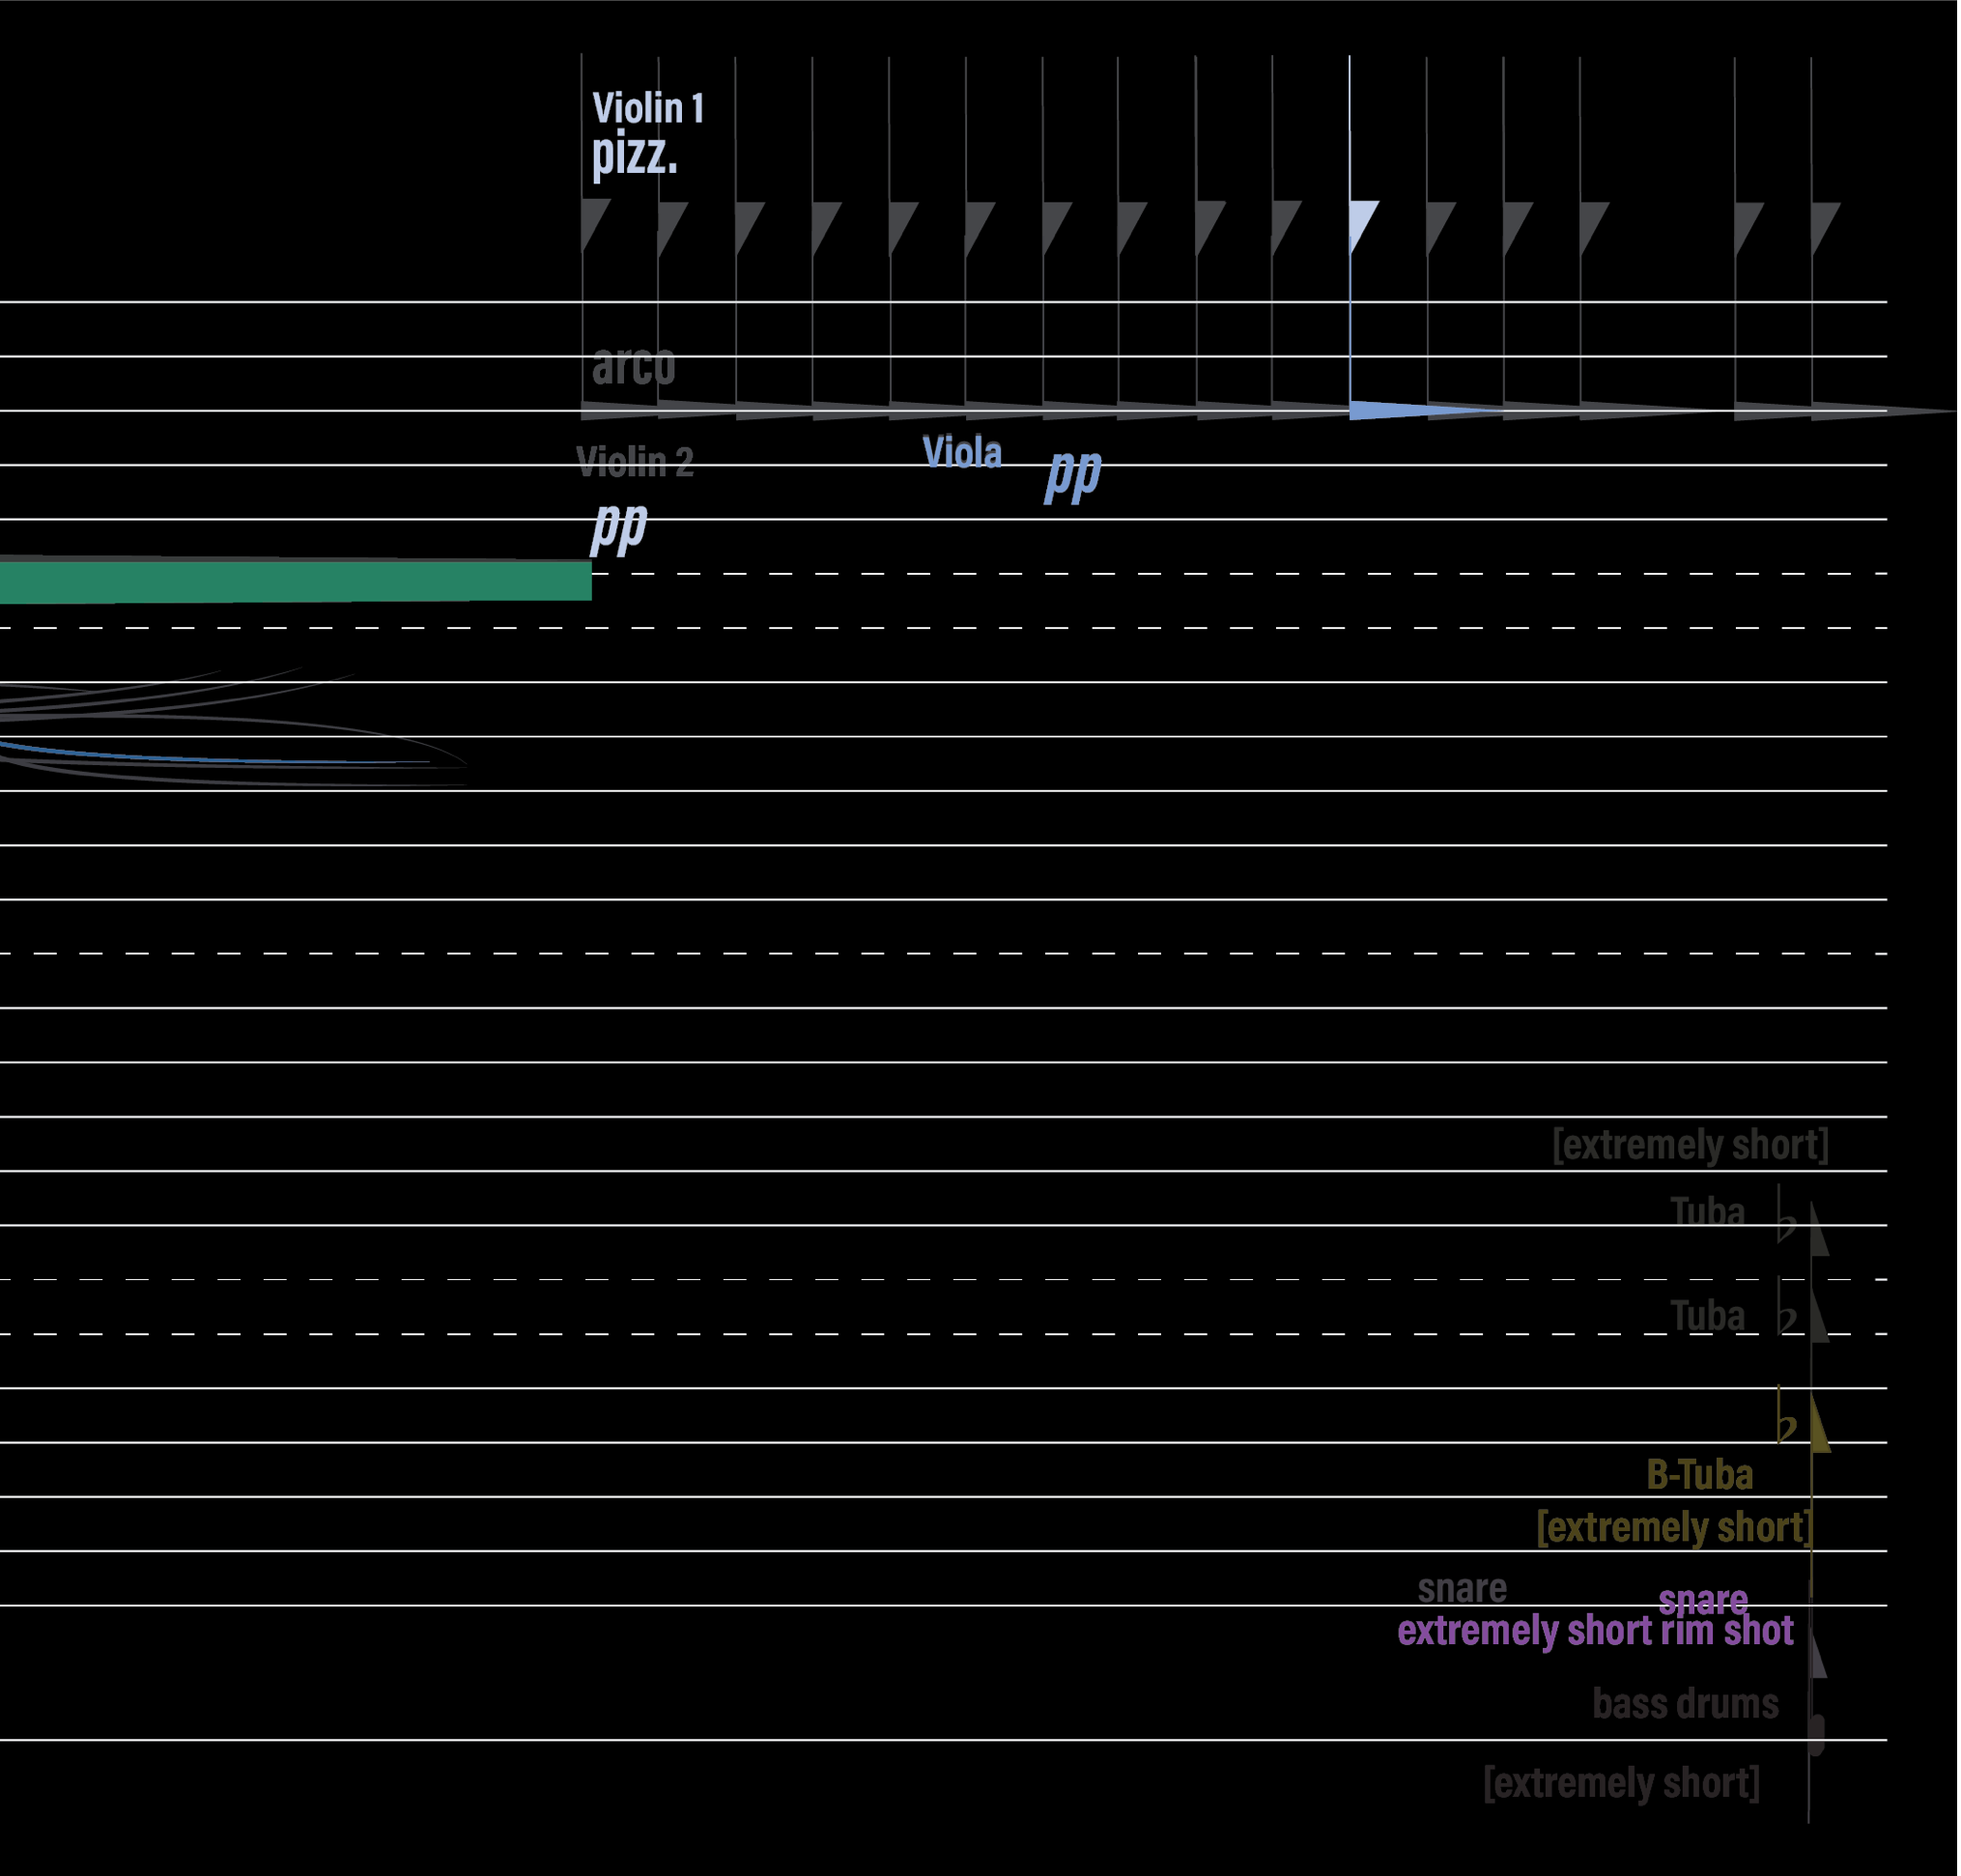 Violin 1
pizz.
arco
Violin 2
Viola
pp
pp
[extremely short]
Tuba
Tuba
B-Tuba
[extremely short]
snare
snare
extremely short rim shot
bass drums
[extremely short]